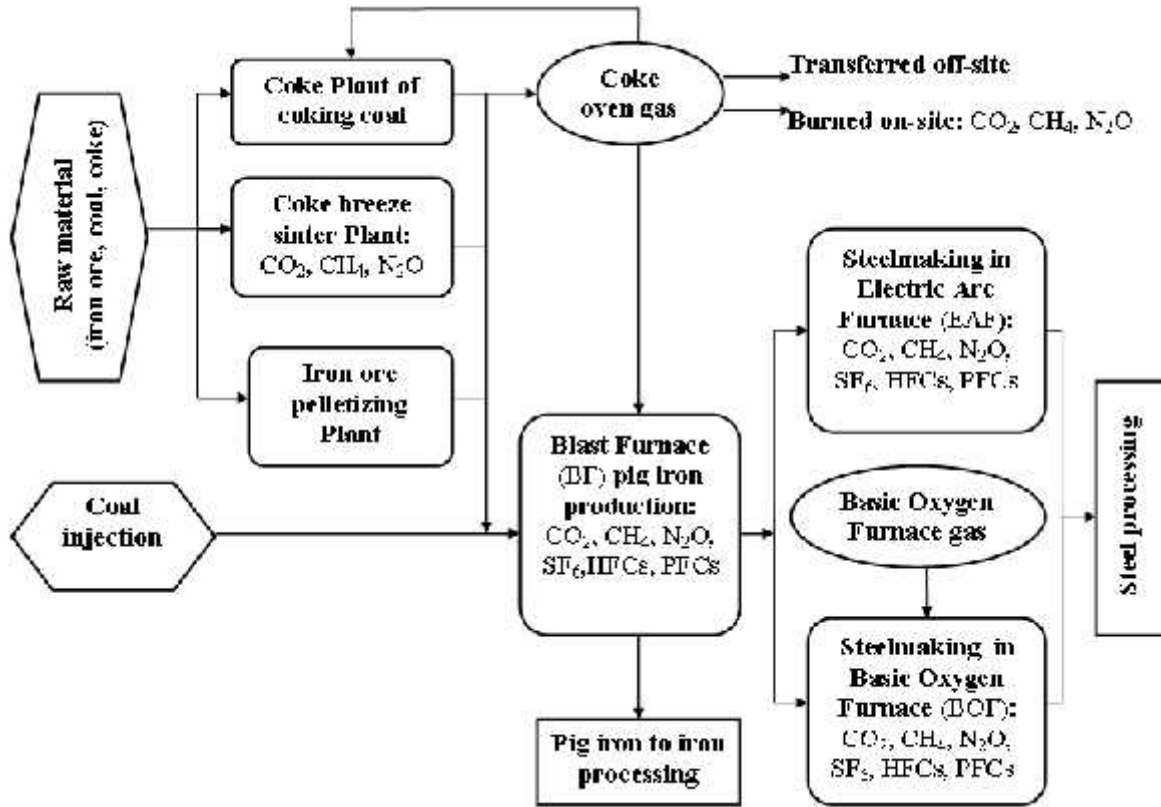 Coke Plant of
coking coal
Coke
oven gas
Transferred off-site
Burned on-site: CO₂, CH₄, N₂O
Raw material
(iron ore, coal, coke)
Coke breeze
sinter Plant:
CO₂, CH₄, N₂O
Iron ore
pelletizing
Plant
Coal
injection
Blast Furnace
(BF) pig iron
production:
CO₂, CH₄, N₂O,
SF₆,HFCs, PFCs
Pig iron to iron
processing
Steelmaking in
Electric Arc
Furnace (EAF):
CO₂, CH₄, N₂O,
SF₆, HFCs, PFCs
Basic Oxygen
Furnace gas
Steelmaking in
Basic Oxygen
Furnace (BOF):
CO₂, CH₄, N₂O,
SF₆, HFCs, PFCs
Steel processing